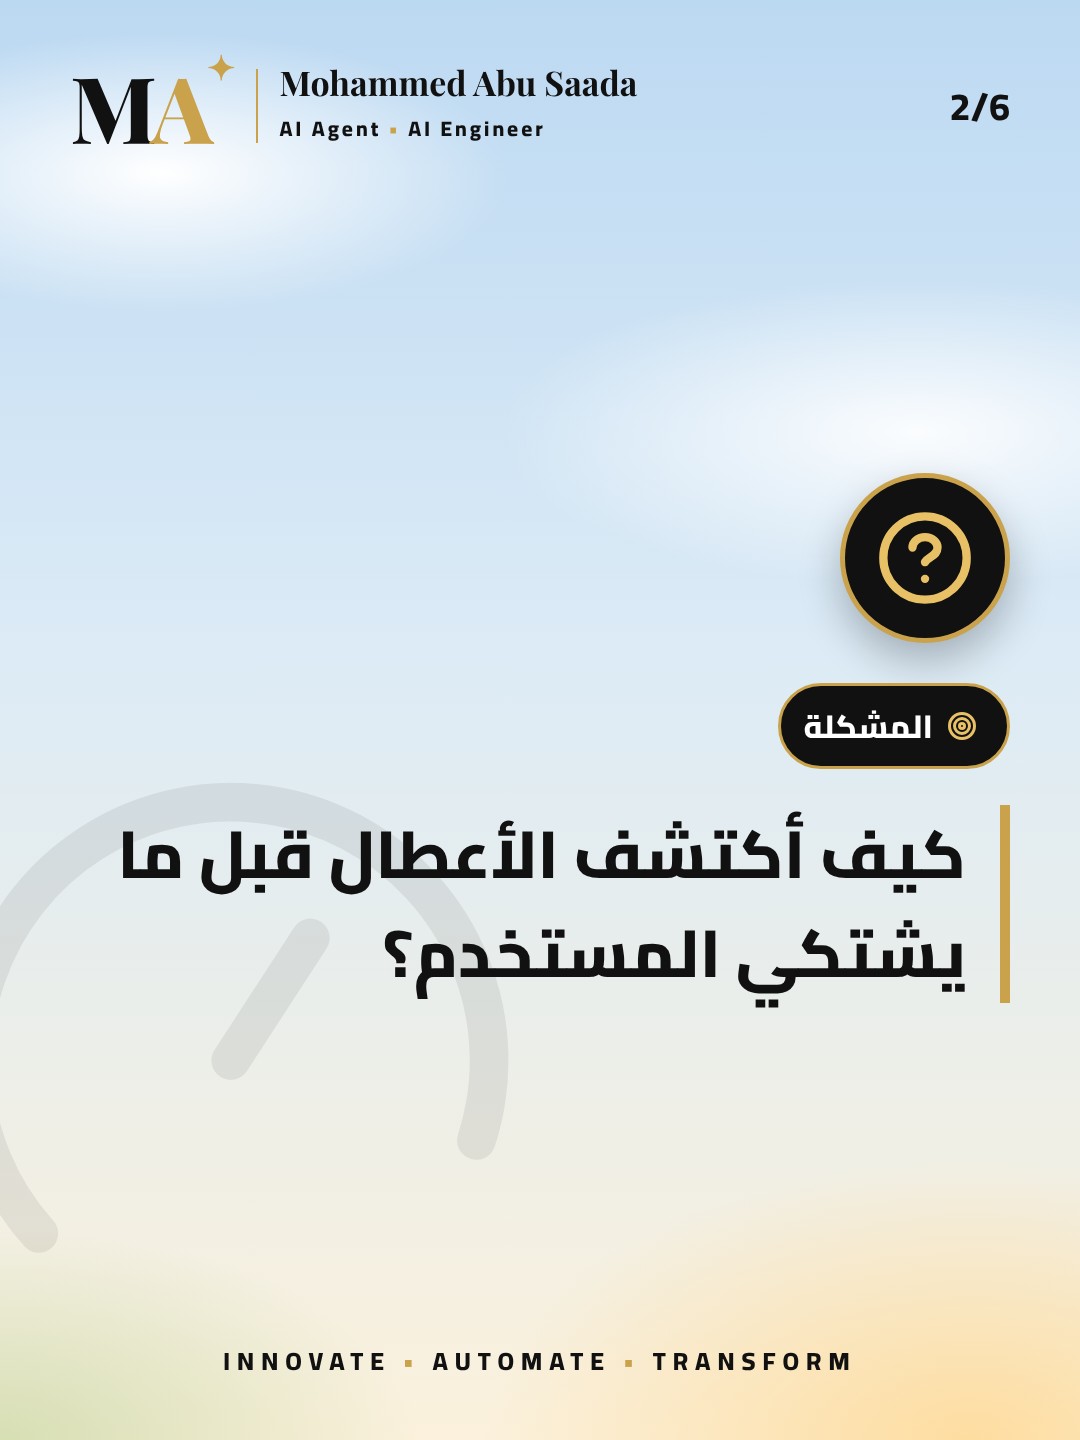 MA
Mohammed Abu Saada
AI Agent ▪ AI Engineer
2/6
المشكلة
كيف أكتشف الأعطال قبل ما
يشتكي المستخدم؟
INNOVATE ▪ AUTOMATE ▪ TRANSFORM